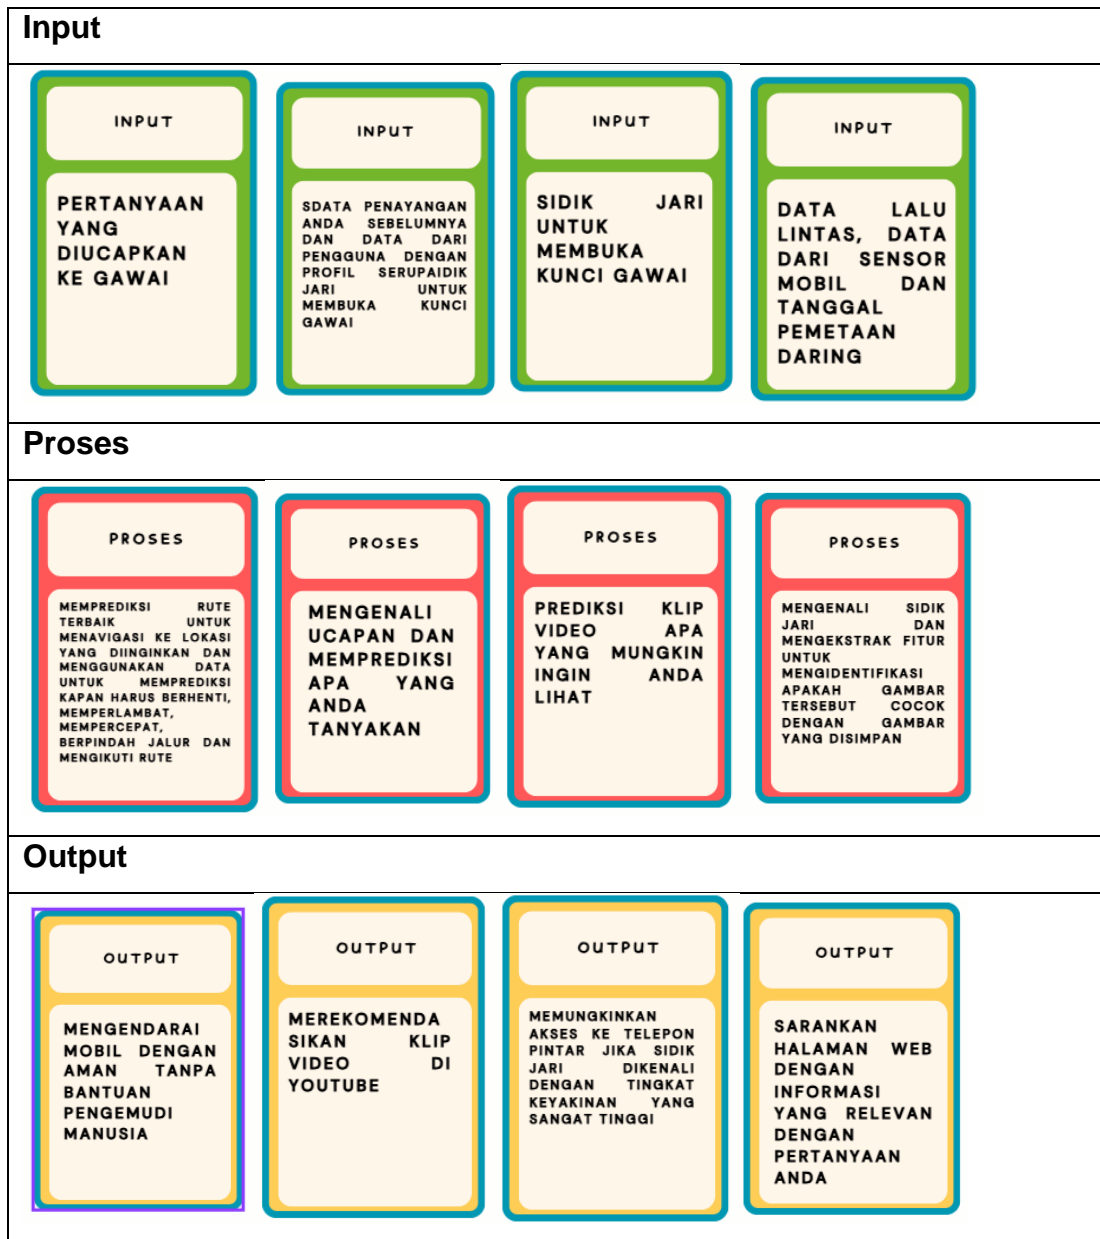 Input
INPUT
PERTANYAAN
YANG
DIUCAPKAN
KE GAWAI
INPUT
SDATA PENAYANGAN
ANDA SEBELUMNYA
DAN DATA DARI
PENGGUNA DENGAN
PROFIL SERUPAIDIK
JARI UNTUK
MEMBUKA KUNCI
GAWAI
INPUT
SIDIK JARI
UNTUK
MEMBUKA
KUNCI GAWAI
INPUT
DATA LALU
LINTAS, DATA
DARI SENSOR
MOBIL DAN
TANGGAL
PEMETAAN
DARING
Proses
PROSES
MEMPREDIKSI RUTE
TERBAIK UNTUK
MENAVIGASI KE LOKASI
YANG DIINGINKAN DAN
MENGGUNAKAN DATA
UNTUK MEMPREDIKSI
KAPAN HARUS BERHENTI,
MEMPERLAMBAT,
MEMPERCEPAT,
BERPINDAH JALUR DAN
MENGIKUTI RUTE
PROSES
MENGENALI
UCAPAN DAN
MEMPREDIKSI
APA YANG
ANDA
TANYAKAN
PROSES
PREDIKSI KLIP
VIDEO APA
YANG MUNGKIN
INGIN ANDA
LIHAT
PROSES
MENGENALI SIDIK
JARI DAN
MENGEKSTRAK FITUR
UNTUK
MENGIDENTIFIKASI
APAKAH GAMBAR
TERSEBUT COCOK
DENGAN GAMBAR
YANG DISIMPAN
Output
OUTPUT
MENGENDARAI
MOBIL DENGAN
AMAN TANPA
BANTUAN
PENGEMUDI
MANUSIA
OUTPUT
MEREKOMENDA
SIKAN KLIP
VIDEO DI
YOUTUBE
OUTPUT
MEMUNGKINKAN
AKSES KE TELEPON
PINTAR JIKA SIDIK
JARI DIKENALI
DENGAN TINGKAT
KEYAKINAN YANG
SANGAT TINGGI
OUTPUT
SARANKAN
HALAMAN WEB
DENGAN
INFORMASI
YANG RELEVAN
DENGAN
PERTANYAAN
ANDA